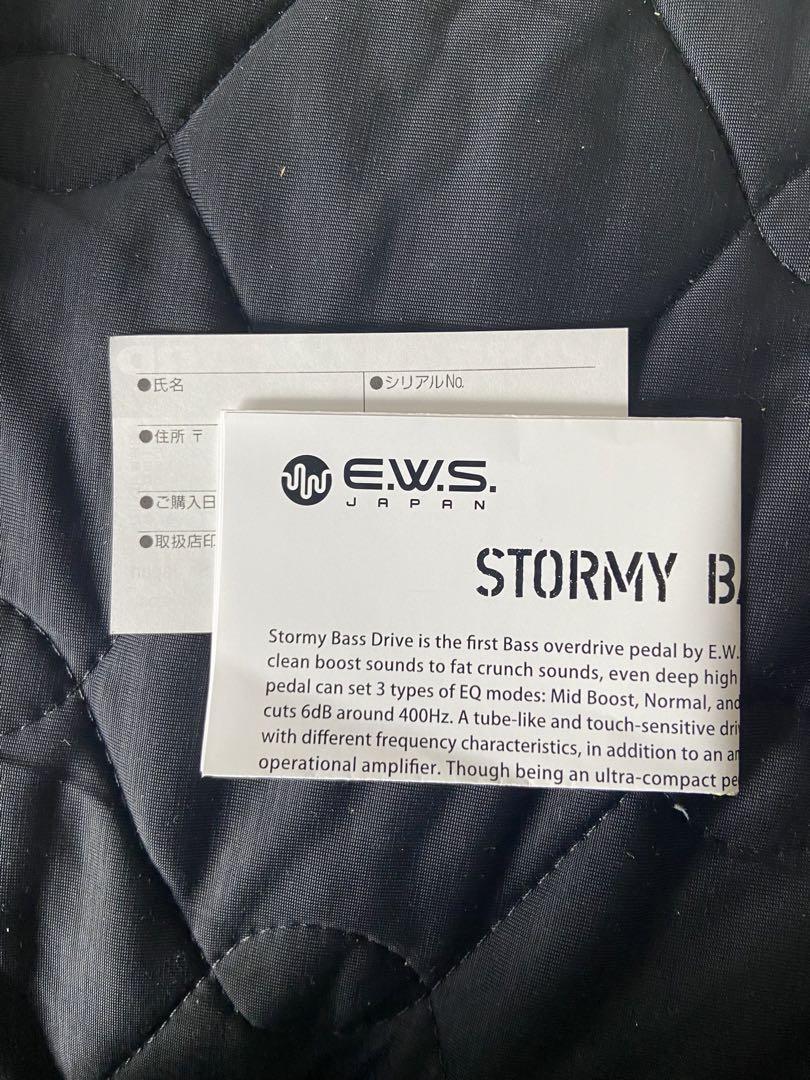 ●氏名
●シリアルNo.
●住所 〒
●ご購入日
●取扱店印
E.W.S.
JAPAN
STORMY
Stormy Bass Drive is the first Bass overdrive pedal by E.W.
clean boost sounds to fat crunch sounds, even deep high
pedal can set 3 types of EQ modes: Mid Boost, Normal, and
cuts 6dB around 400Hz. A tube-like and touch-sensitive
with different frequency characteristics, in addition to an
operational amplifier. Though being an ultra-compact